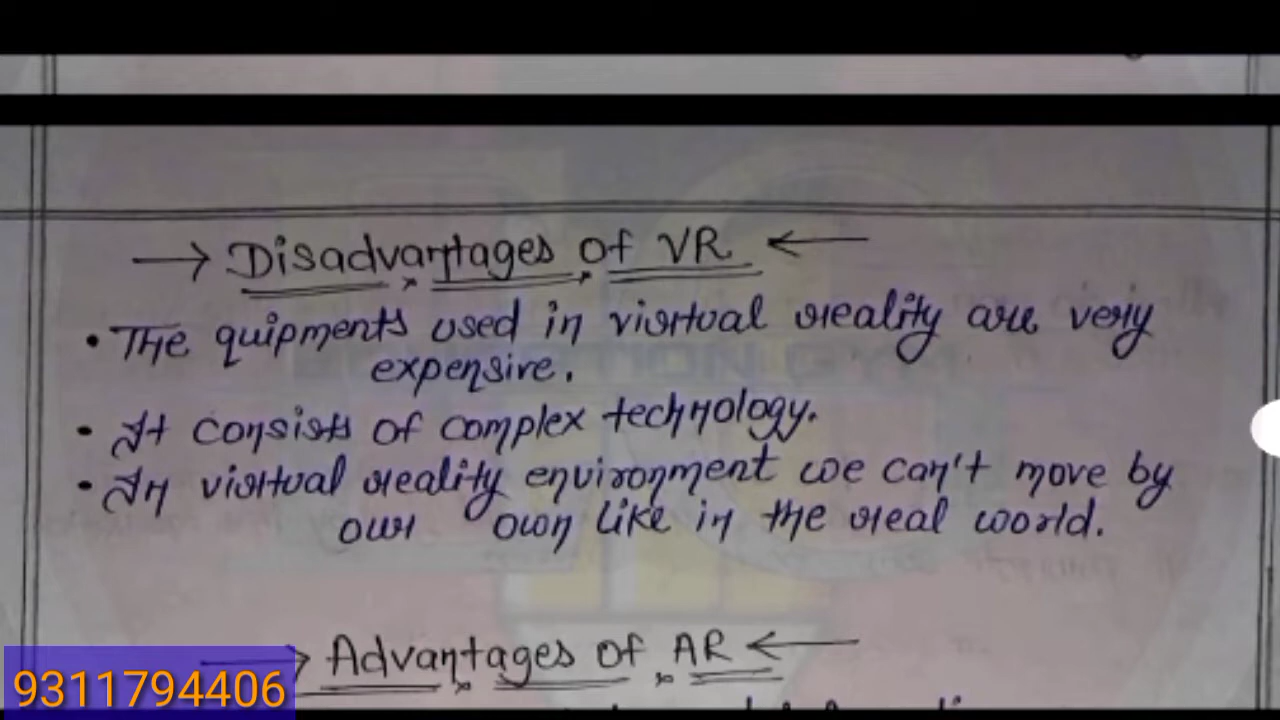 → Disadvantages of VR ←
• The quipments used in virtual reality are very
expensive.
• It consists of complex technology.
• In virtual reality environment we can't move by
our own like in the real world.
→ Advantages of AR ←
9311794406